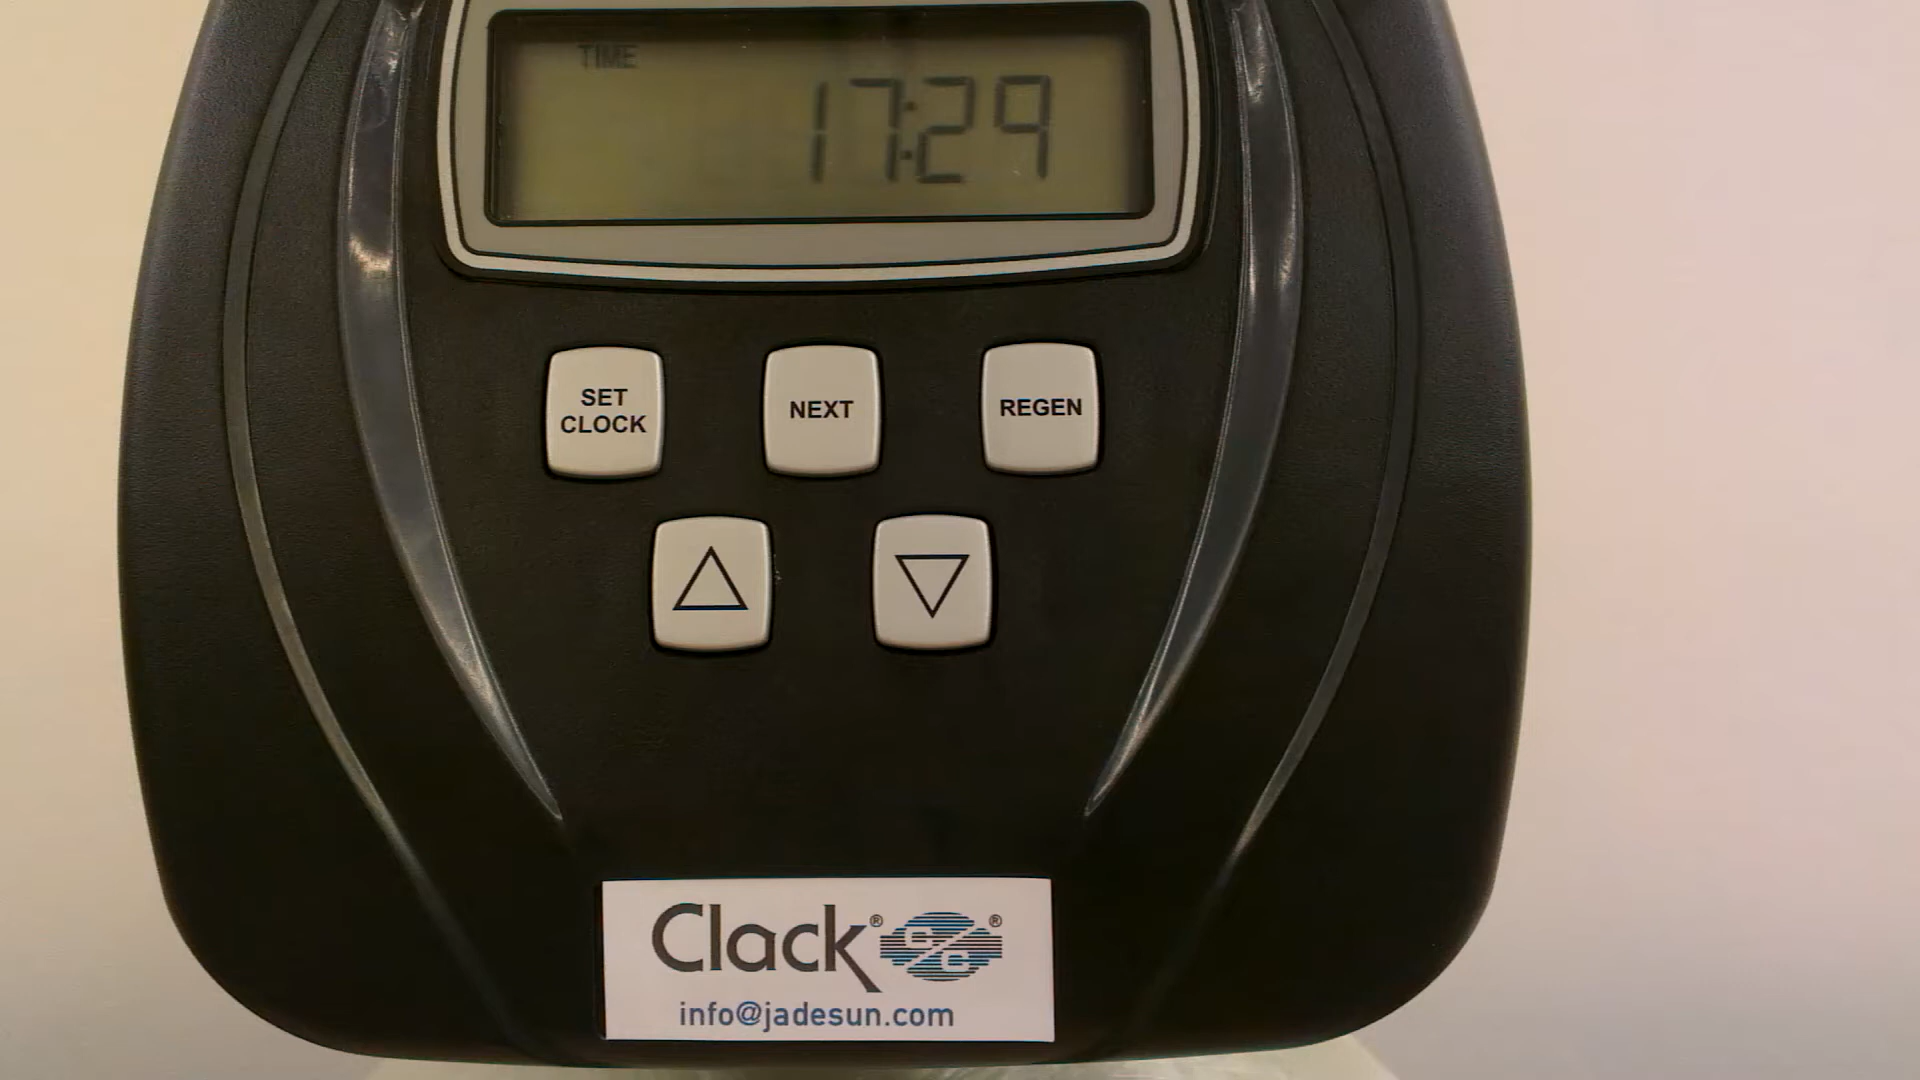 TIME
17:29
SET
CLOCK
NEXT
REGEN
Clack® C/C®
info@jadesun.com